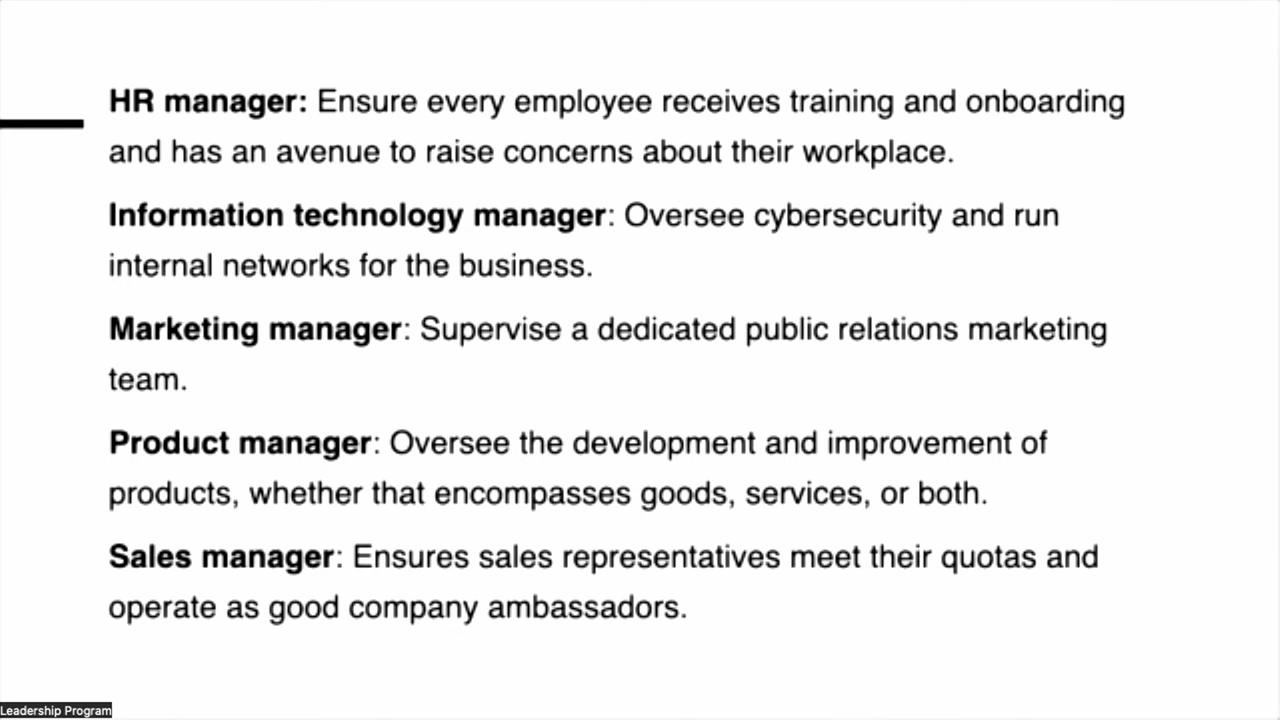 HR manager: Ensure every employee receives training and onboarding
and has an avenue to raise concerns about their workplace.
Information technology manager: Oversee cybersecurity and run
internal networks for the business.
Marketing manager: Supervise a dedicated public relations marketing
team.
Product manager: Oversee the development and improvement of
products, whether that encompasses goods, services, or both.
Sales manager: Ensures sales representatives meet their quotas and
operate as good company ambassadors.
Leadership Program